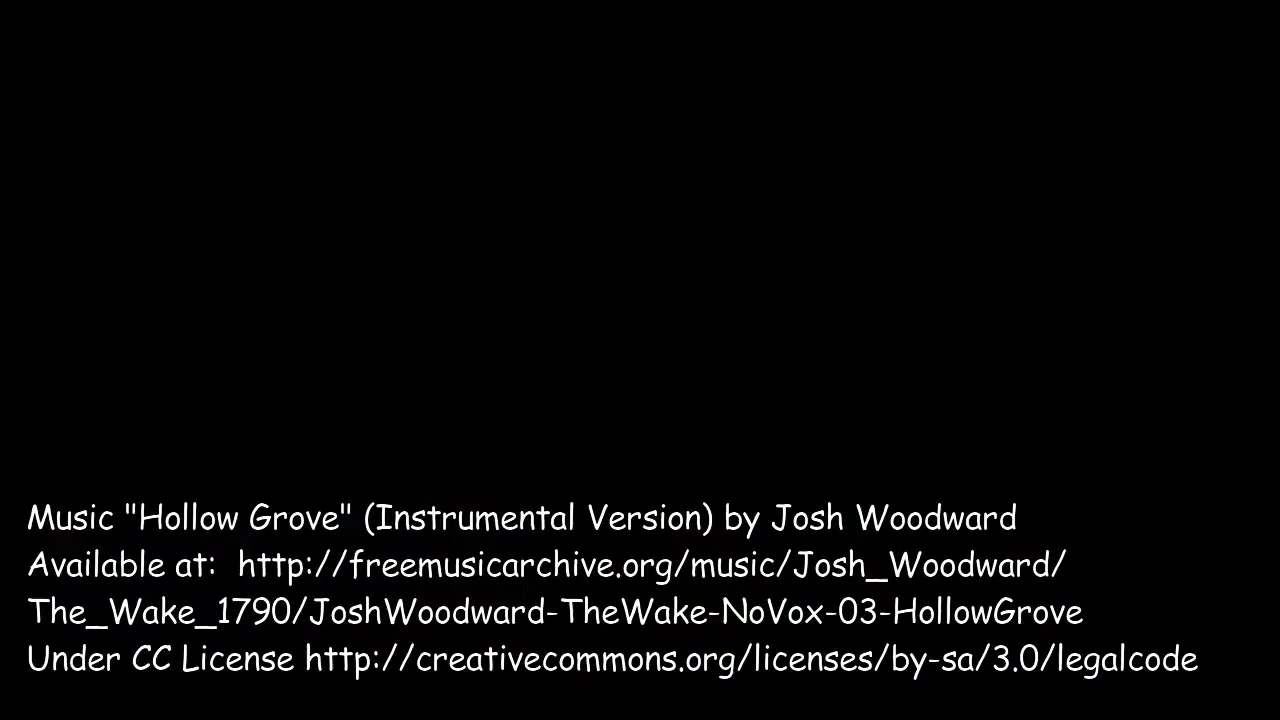 Music "Hollow Grove" (Instrumental Version) by Josh Woodward
Available at:  http://freemusicarchive.org/music/Josh_Woodward/
The_Wake_1790/JoshWoodward-TheWake-NoVox-03-HollowGrove
Under CC License http://creativecommons.org/licenses/by-sa/3.0/legalcode